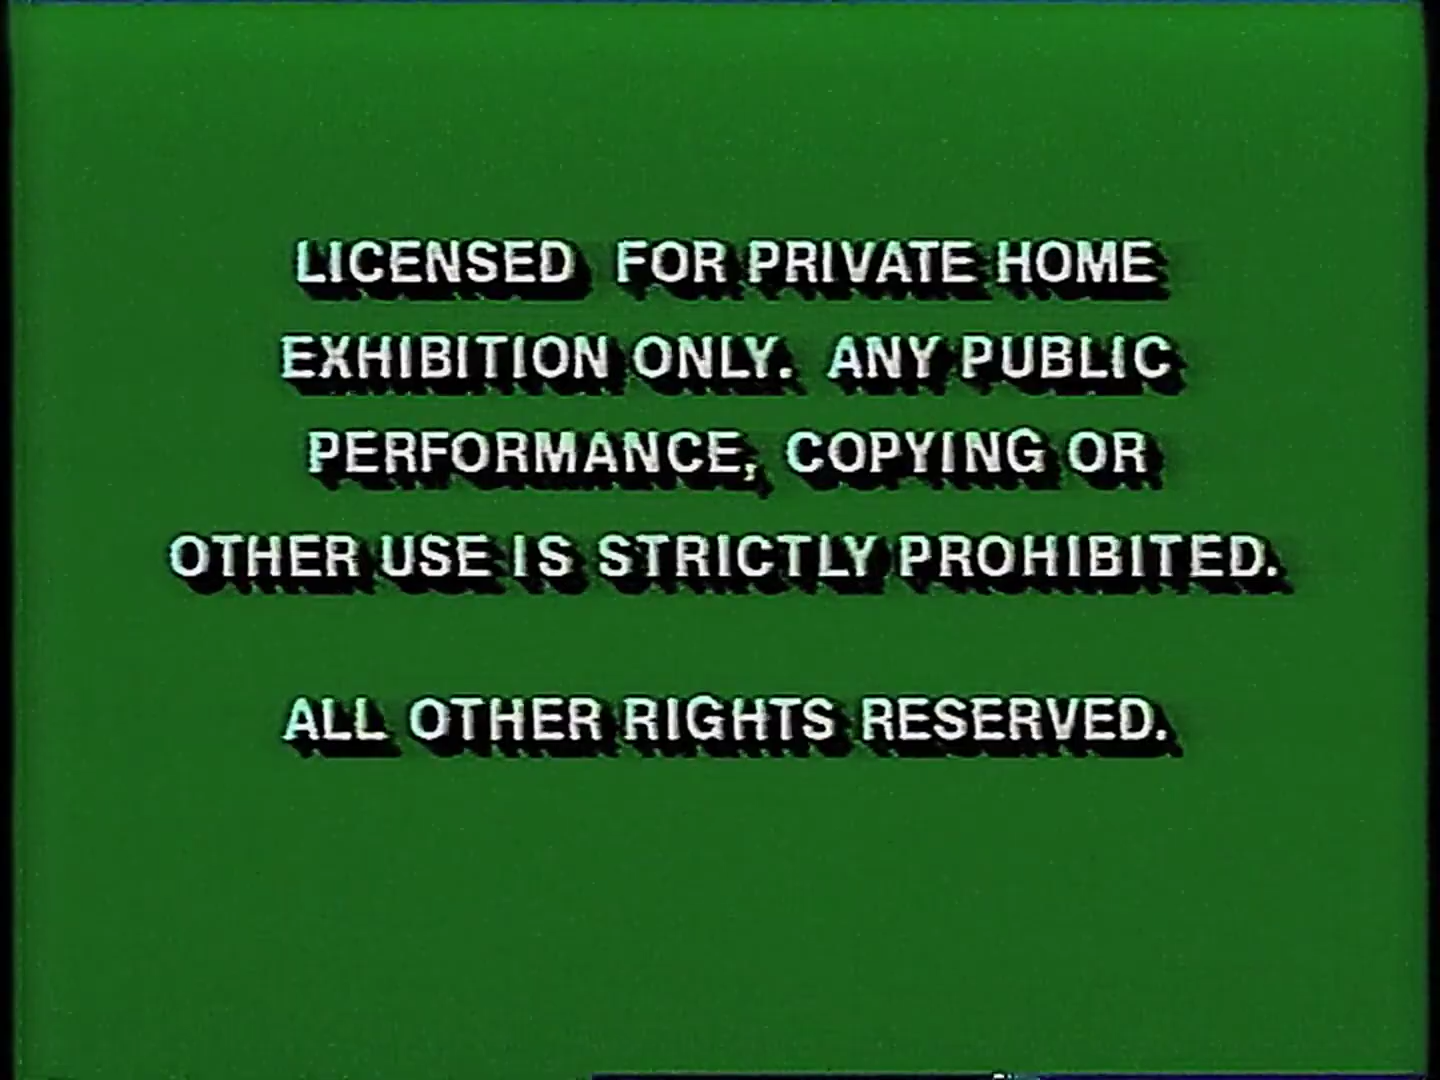 LICENSED FOR PRIVATE HOME
EXHIBITION ONLY. ANY PUBLIC
PERFORMANCE, COPYING OR
OTHER USE IS STRICTLY PROHIBITED.
ALL OTHER RIGHTS RESERVED.